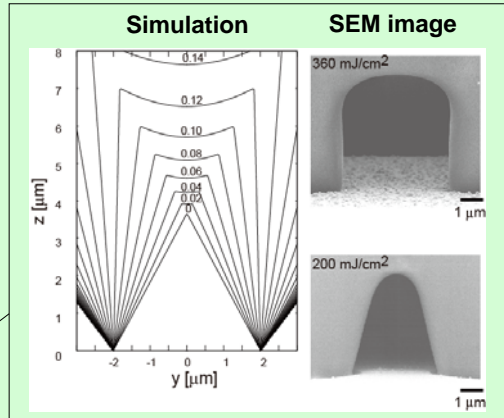 Simulation
SEM image
8
7
6
5
4
3
2
1
0
z [μm]
-2
0
2
y [μm]
0.14
0.12
0.10
0.08
0.06
0.04
0.02
0
360 mJ/cm²
1 μm
200 mJ/cm²
1 μm